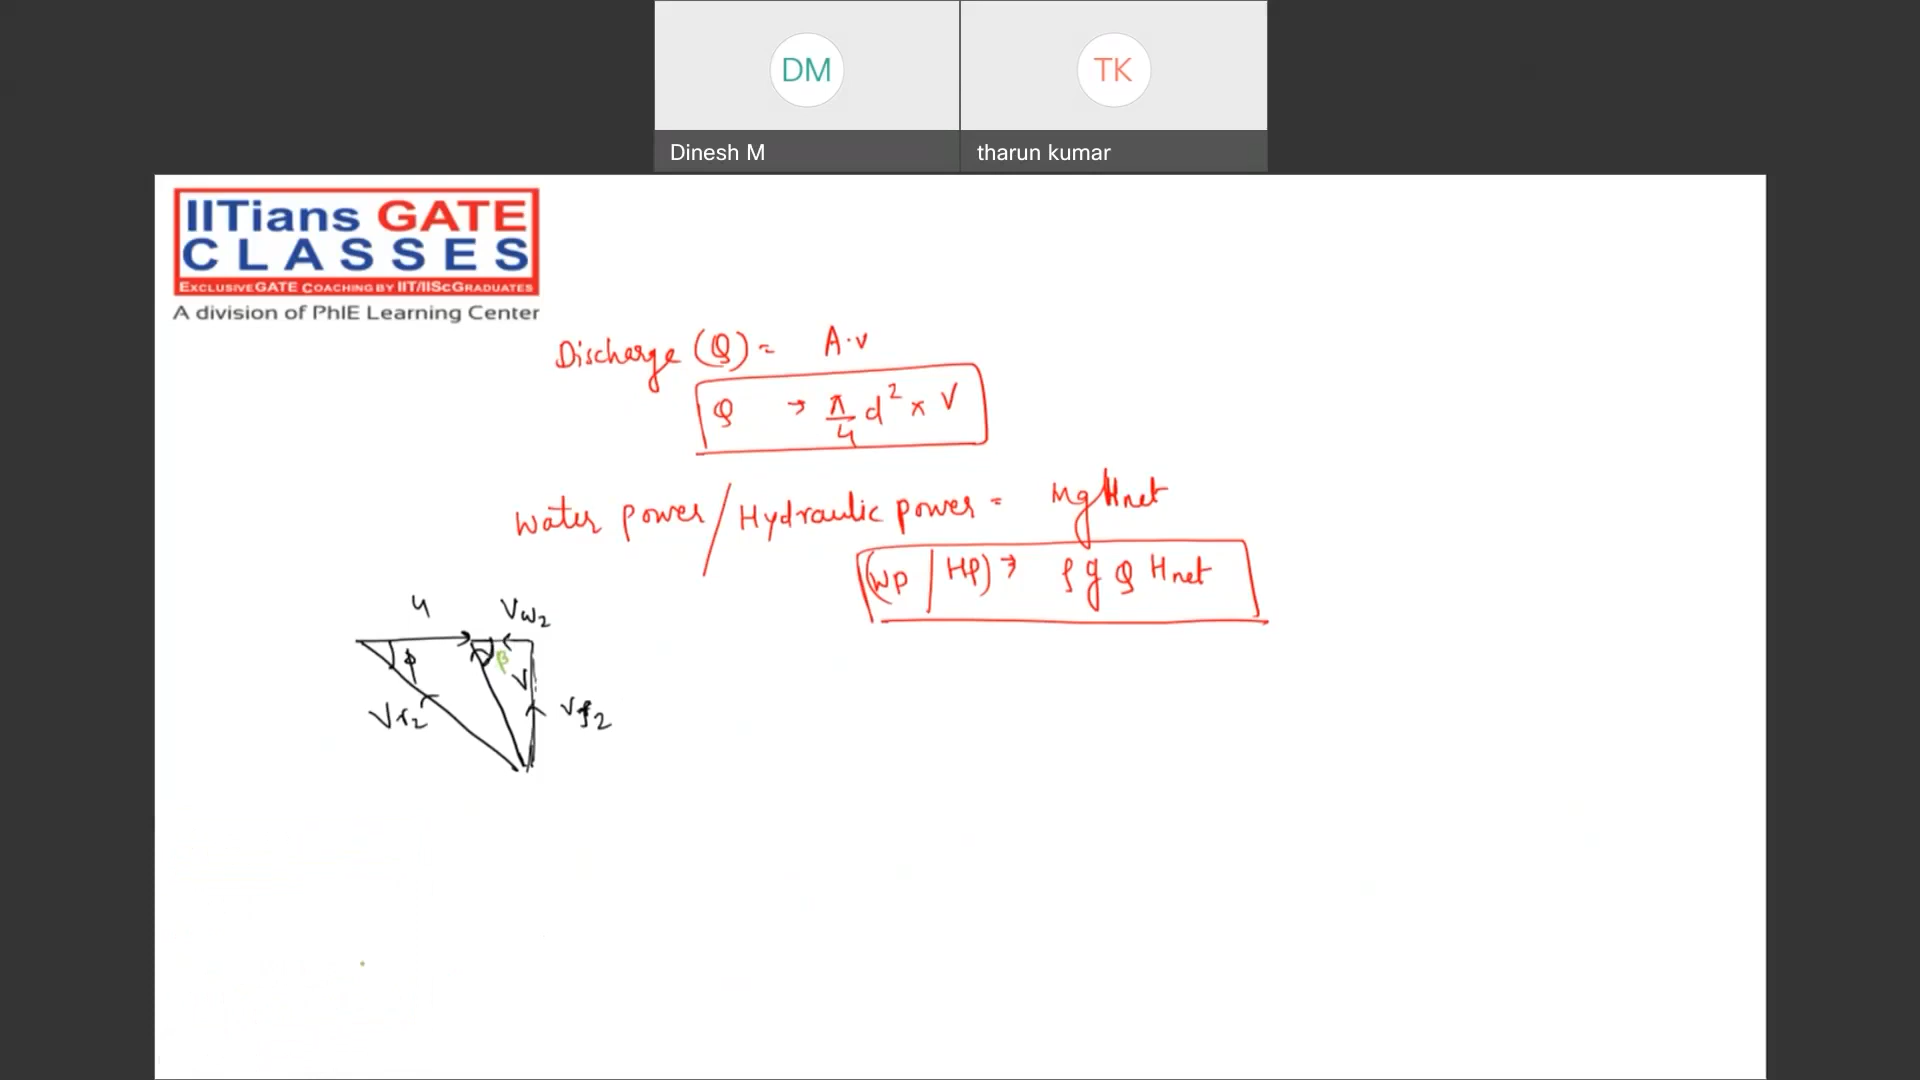 DM
TK
Dinesh M
tharun kumar
IITians GATE
CLASSES
EXCLUSIVE GATE COACHING BY IIT/IISc GRADUATES
A division of PhIE Learning Center
Discharge (Q) = A.v
Q → π/4 d² × V
Water power / Hydraulic power = mgHnet
(WP / HP) → ρ g Q Hnet
u Vw2
ϕ β
V
Vr2 Vf2